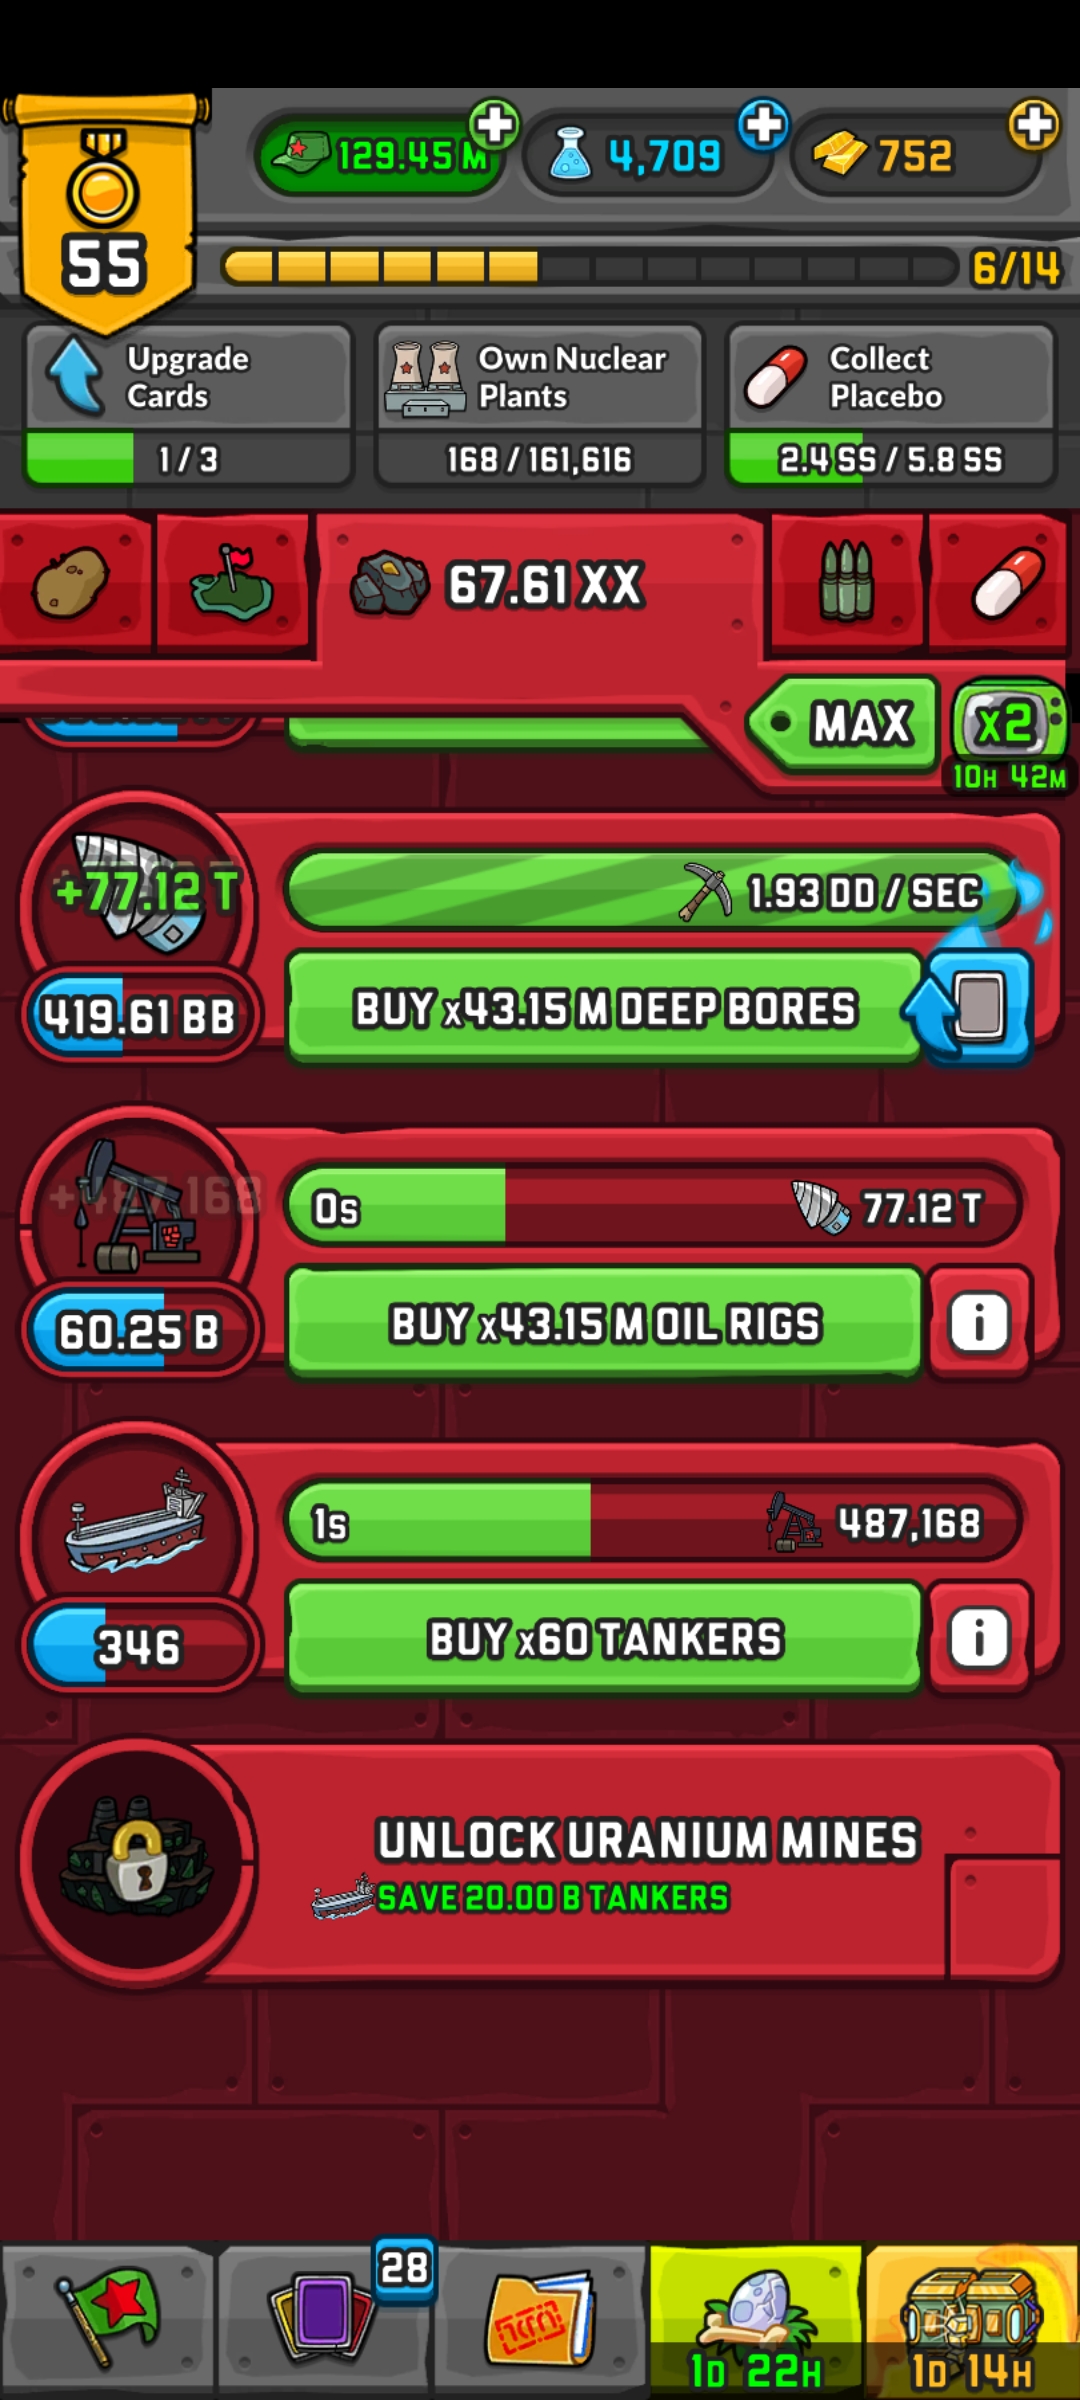 129.45 M
4,709
752
55
6/14
Upgrade
Cards
Own Nuclear
Plants
Collect
Placebo
1 / 3
168 / 161,616
2.4 SS / 5.8 SS
67.61 XX
MAX
x2
10H 42M
+77.12 T
1.93 DD / SEC
419.61 BB
BUY x43.15 M DEEP BORES
+487,168
0s
77.12 T
60.25 B
BUY x43.15 M OIL RIGS
i
1s
487,168
346
BUY x60 TANKERS
i
UNLOCK URANIUM MINES
SAVE 20.00 B TANKERS
28
1D 22H
1D 14H